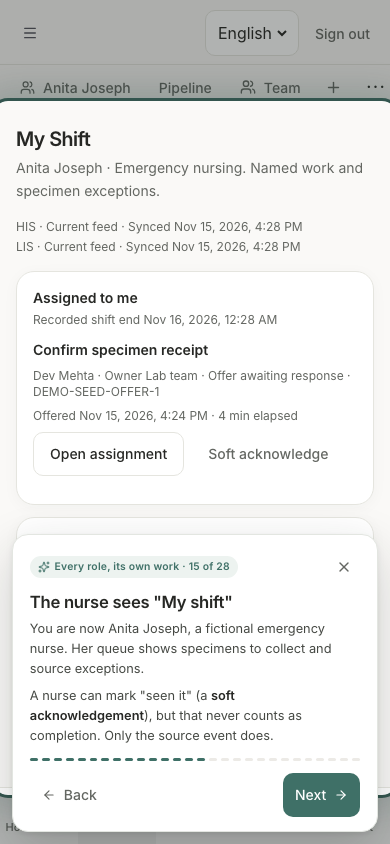 English
Sign out
Anita Joseph
Pipeline
Team
My Shift
Anita Joseph · Emergency nursing. Named work and
specimen exceptions.
HIS · Current feed · Synced Nov 15, 2026, 4:28 PM
LIS · Current feed · Synced Nov 15, 2026, 4:28 PM
Assigned to me
Recorded shift end Nov 16, 2026, 12:28 AM
Confirm specimen receipt
Dev Mehta · Owner Lab team · Offer awaiting response ·
DEMO-SEED-OFFER-1
Offered Nov 15, 2026, 4:24 PM · 4 min elapsed
Open assignment
Soft acknowledge
Every role, its own work · 15 of 28
The nurse sees "My shift"
You are now Anita Joseph, a fictional emergency
nurse. Her queue shows specimens to collect and
source exceptions.
A nurse can mark "seen it" (a soft
acknowledgement), but that never counts as
completion. Only the source event does.
Back
Next